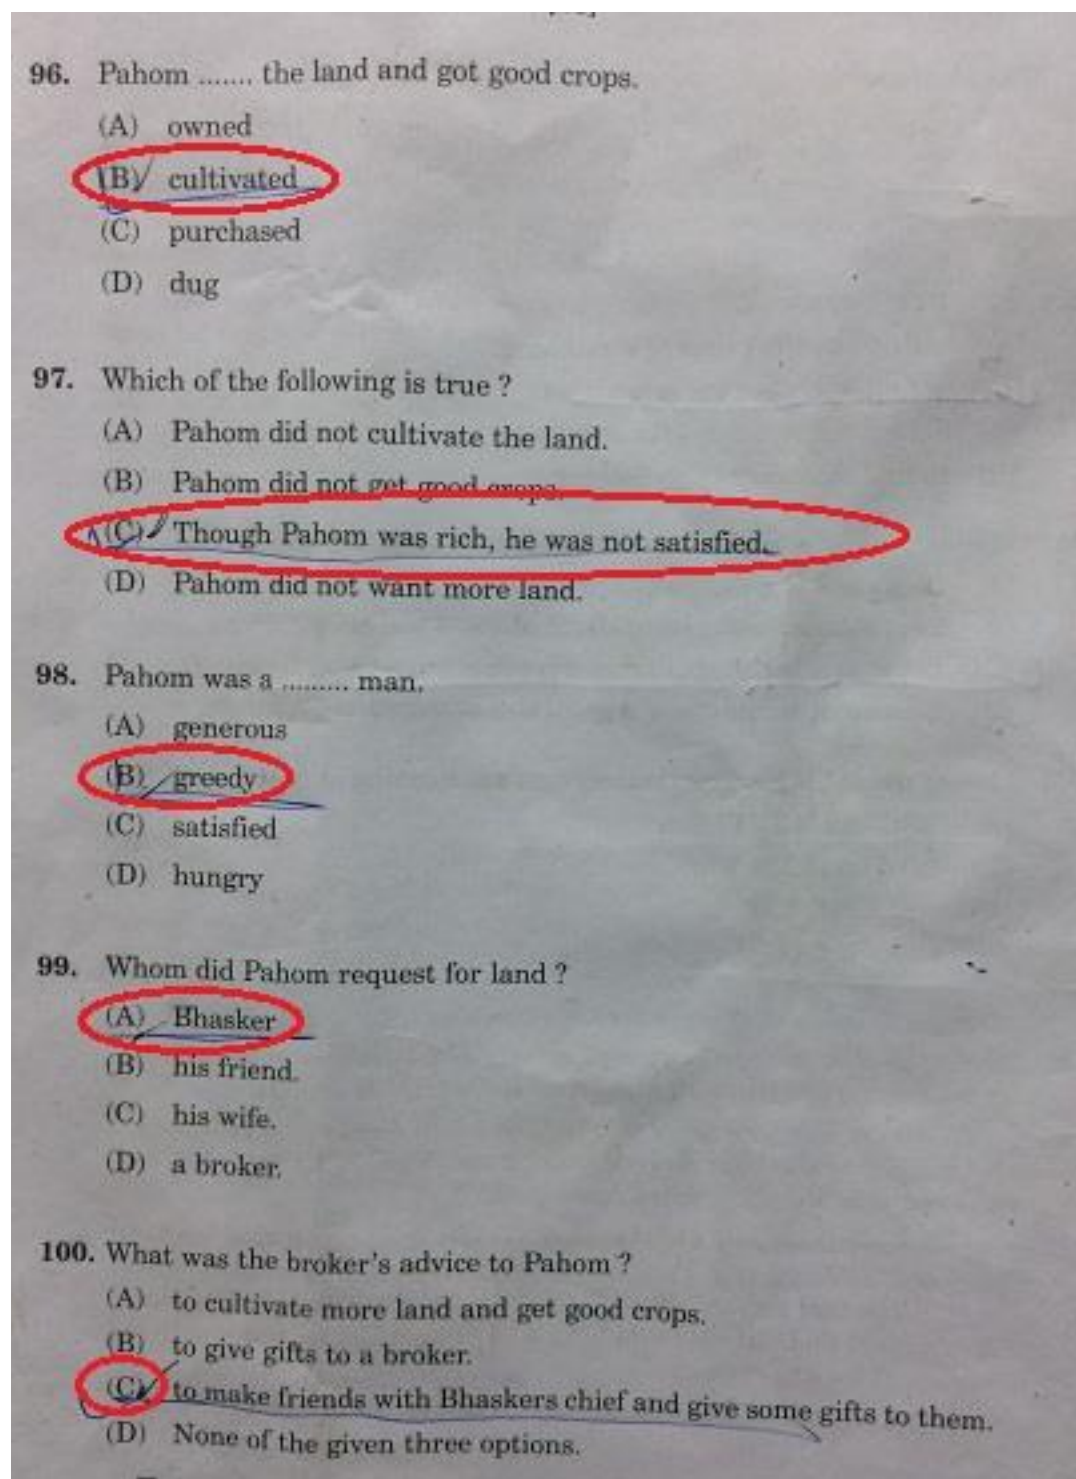 96. Pahom ....... the land and got good crops.
(A) owned
(B) cultivated
(C) purchased
(D) dug
97. Which of the following is true ?
(A) Pahom did not cultivate the land.
(B) Pahom did not get good crops.
(C) Though Pahom was rich, he was not satisfied.
(D) Pahom did not want more land.
98. Pahom was a ......... man.
(A) generous
(B) greedy
(C) satisfied
(D) hungry
99. Whom did Pahom request for land ?
(A) Bhasker
(B) his friend.
(C) his wife.
(D) a broker.
100. What was the broker's advice to Pahom ?
(A) to cultivate more land and get good crops.
(B) to give gifts to a broker.
(C) to make friends with Bhaskers chief and give some gifts to them.
(D) None of the given three options.